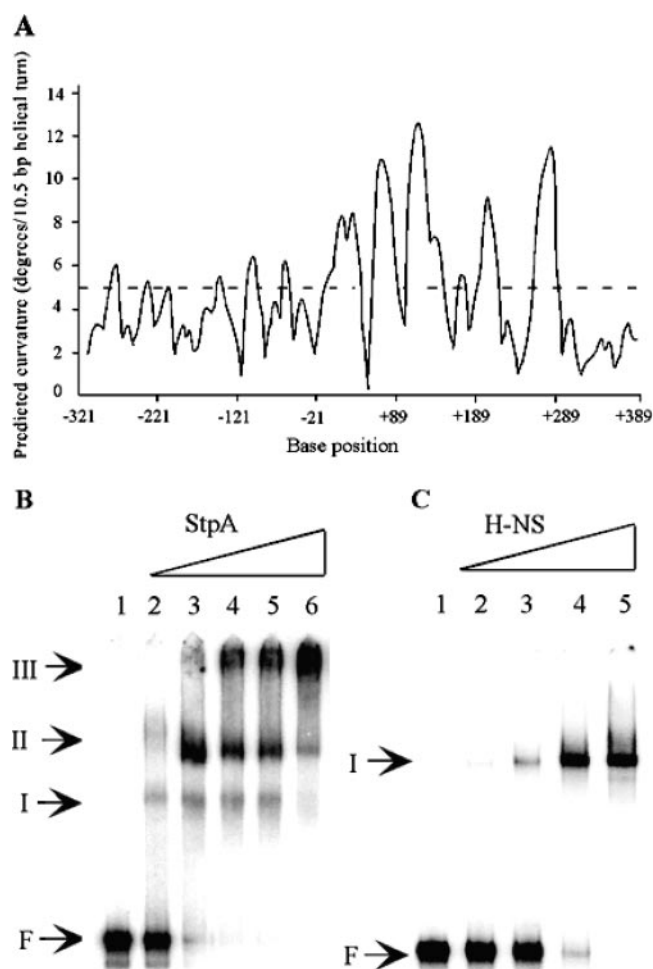 A
Predicted curvature (degrees/10.5 bp helical turn)
14
12
10
8
6
4
2
0
-321 -221 -121 -21 +89 +189 +289 +389
Base position
B
StpA
1 2 3 4 5 6
III
II
I
F
C
H-NS
1 2 3 4 5
I
F